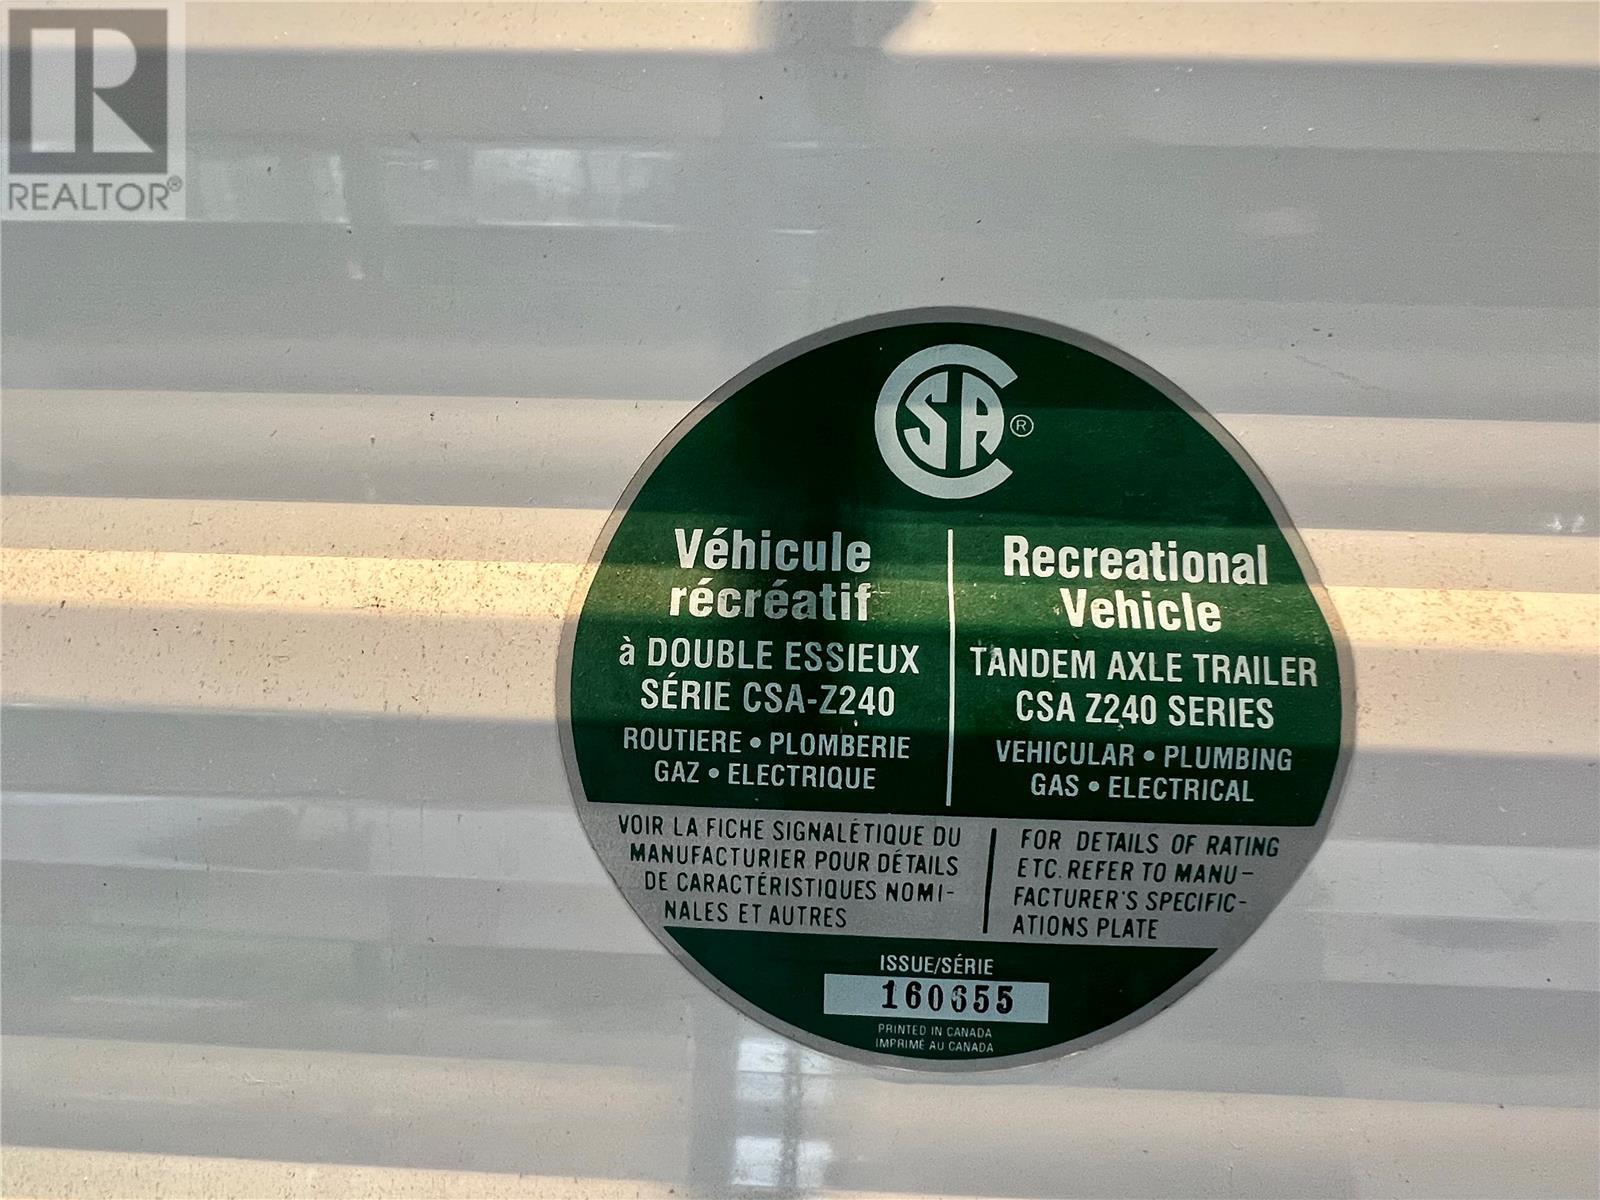 REALTOR®
CSA®
Véhicule
récréatif
à DOUBLE ESSIEUX
SÉRIE CSA-Z240
ROUTIERE • PLOMBERIE
GAZ • ELECTRIQUE
Recreational
Vehicle
TANDEM AXLE TRAILER
CSA Z240 SERIES
VEHICULAR • PLUMBING
GAS • ELECTRICAL
VOIR LA FICHE SIGNALÉTIQUE DU
MANUFACTURIER POUR DÉTAILS
DE CARACTÉRISTIQUES NOMI-
NALES ET AUTRES
FOR DETAILS OF RATING
ETC. REFER TO MANU-
FACTURER'S SPECIFIC-
ATIONS PLATE
ISSUE/SÉRIE
160655
PRINTED IN CANADA
IMPRIMÉ AU CANADA